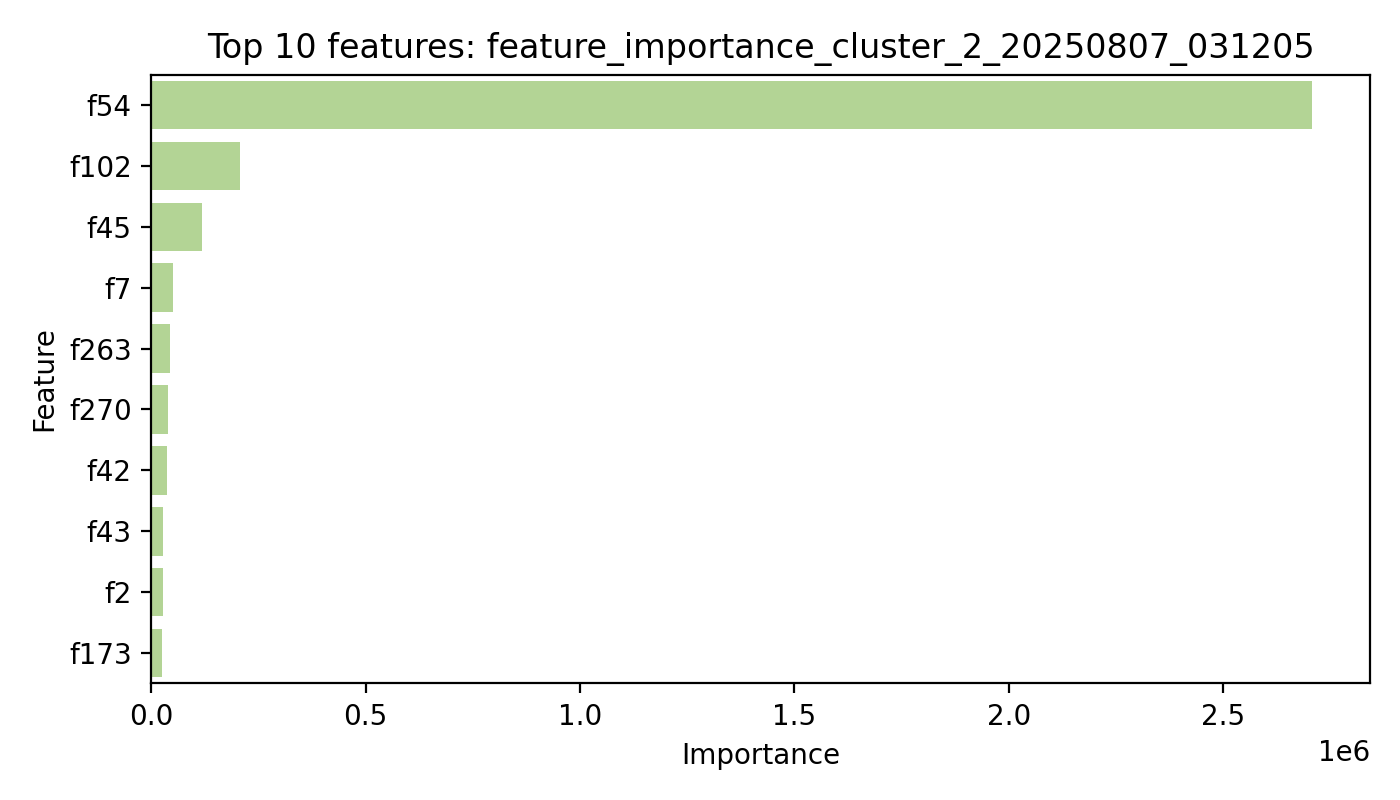 Top 10 features: feature_importance_cluster_2_20250807_031205
f54
f102
f45
f7
f263
f270
f42
f43
f2
f173
Feature
0.0 0.5 1.0 1.5 2.0 2.5
1e6
Importance